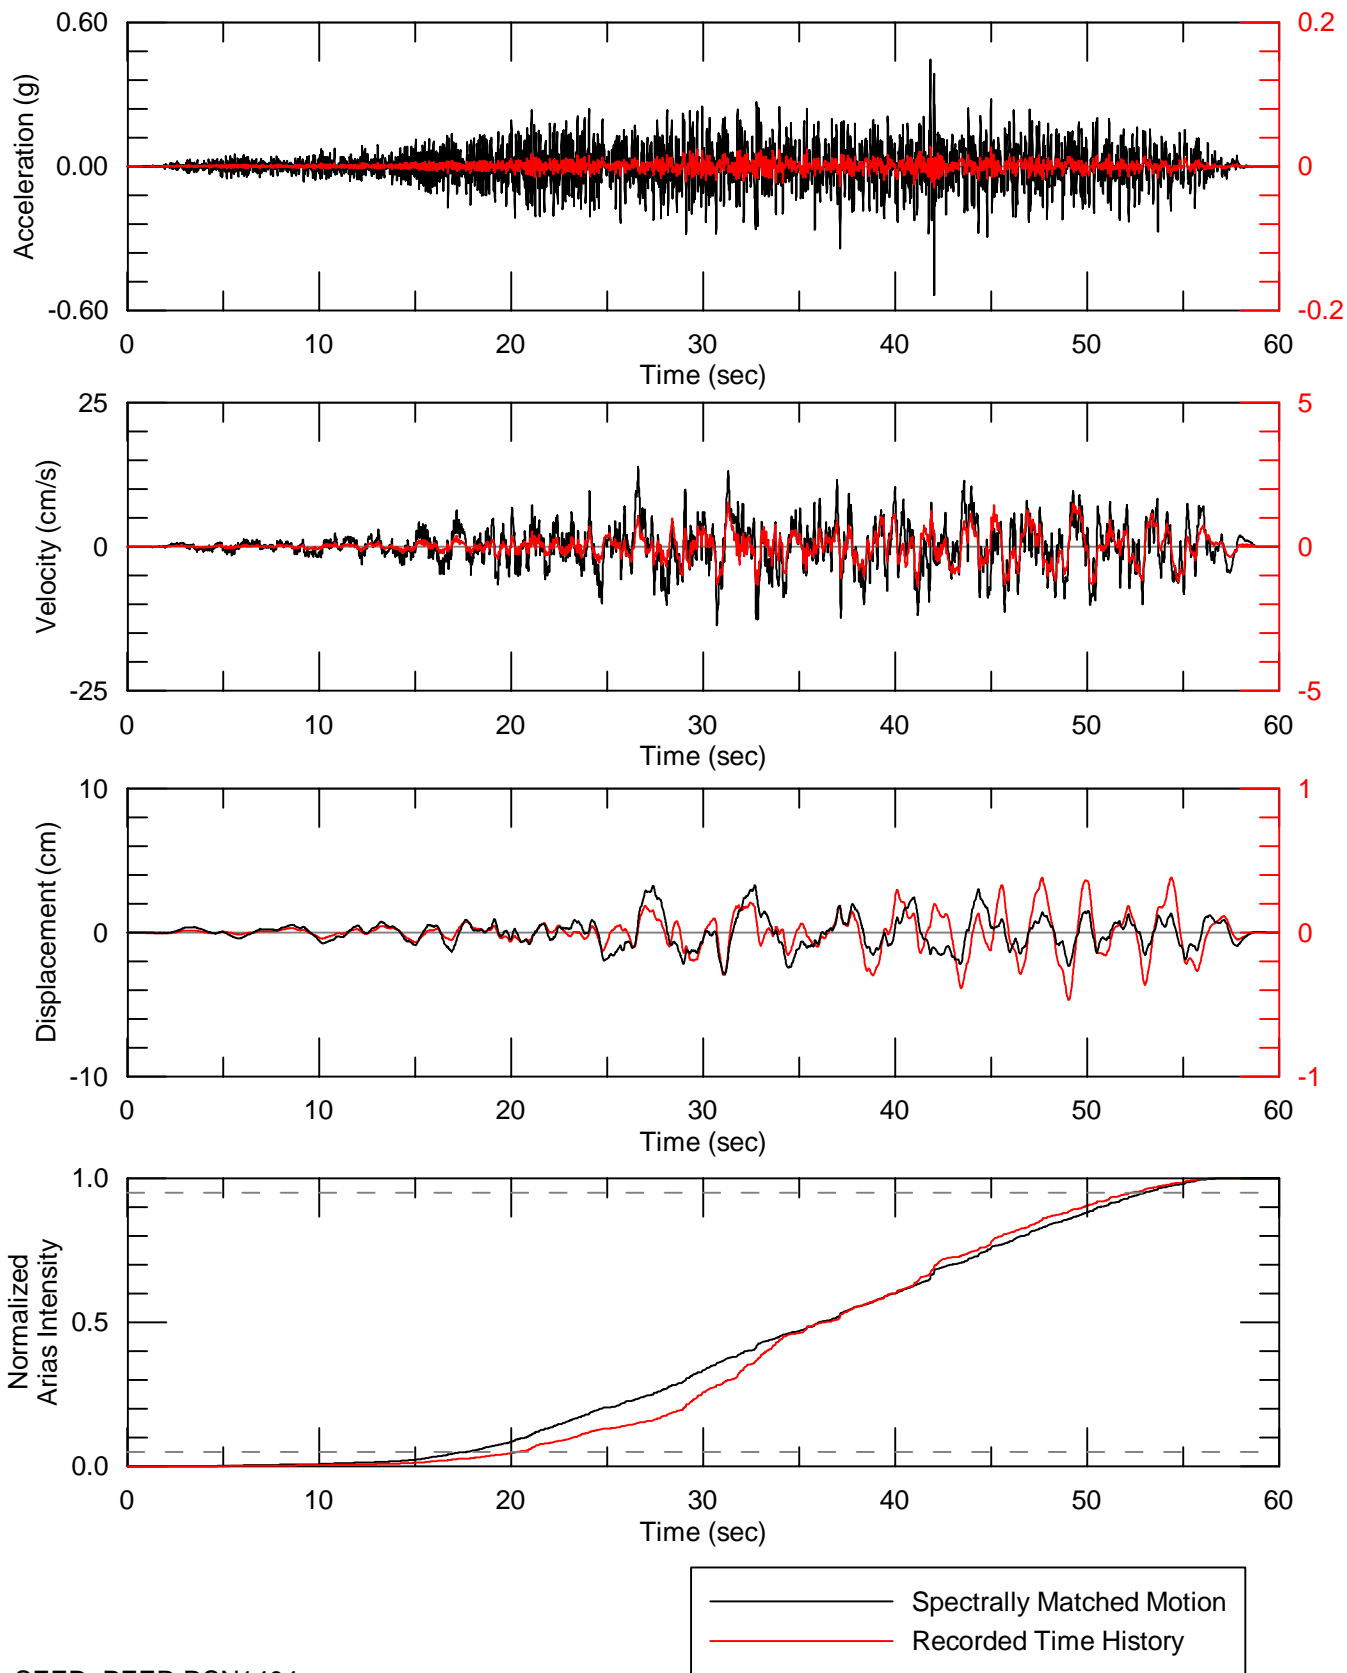 0.60
0.2
Acceleration (g)
0.00
0
-0.60
-0.2
0 10 20 30 40 50 60
Time (sec)
25
5
Velocity (cm/s)
0
0
-25
-5
0 10 20 30 40 50 60
Time (sec)
10
1
Displacement (cm)
0
0
-10
-1
0 10 20 30 40 50 60
Time (sec)
1.0
Normalized
Arias Intensity
0.5
0.0
0 10 20 30 40 50 60
Time (sec)
Spectrally Matched Motion
Recorded Time History